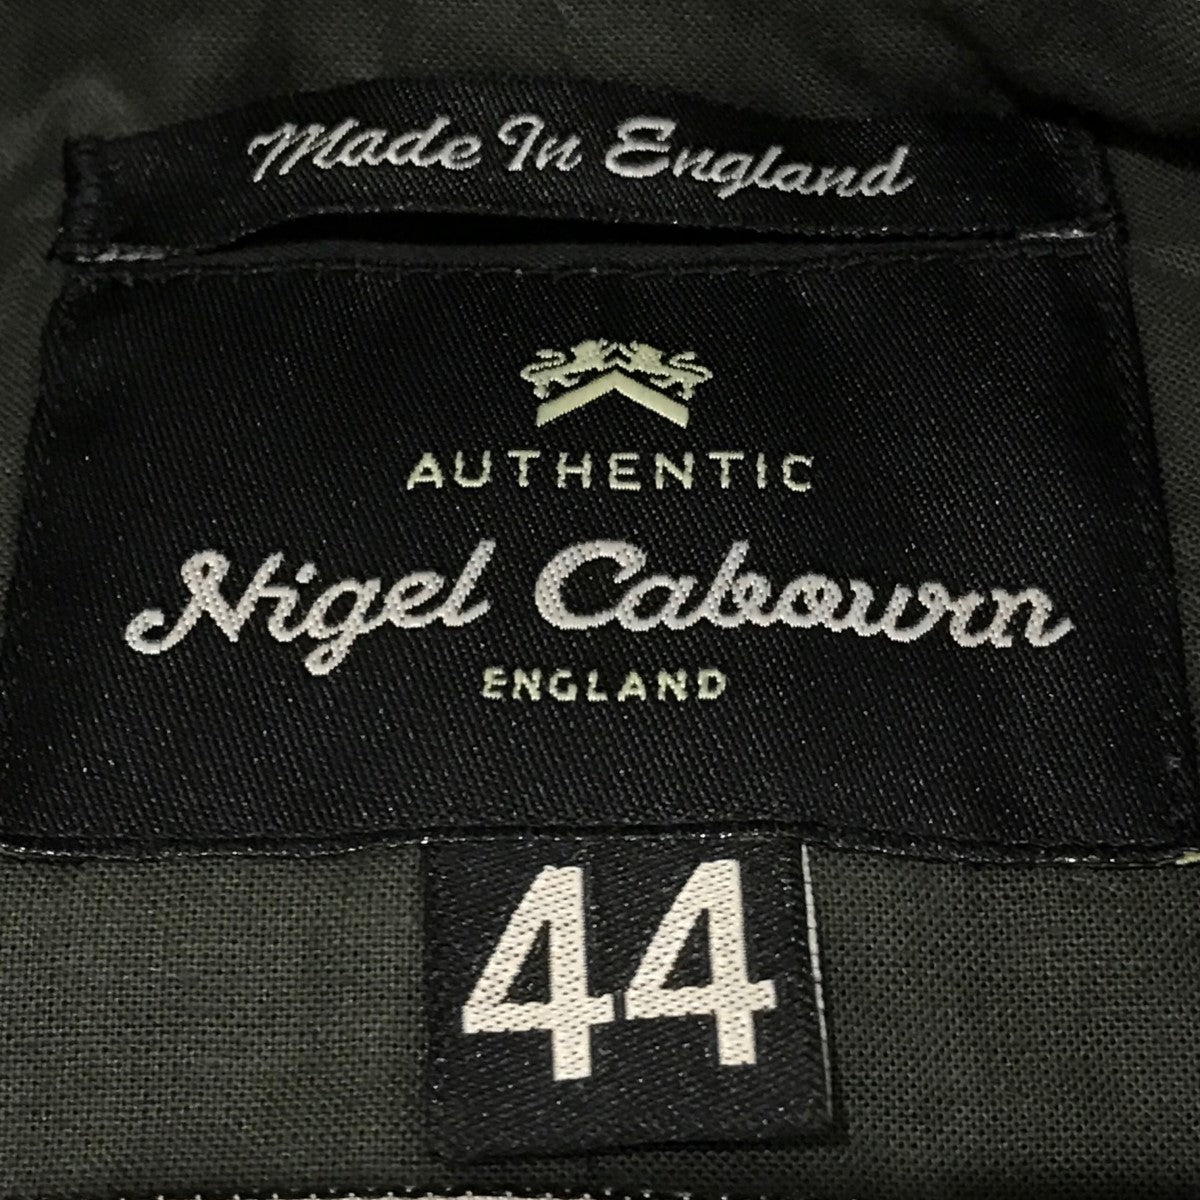 Made In England
AUTHENTIC
Nigel Cabourn
ENGLAND
44